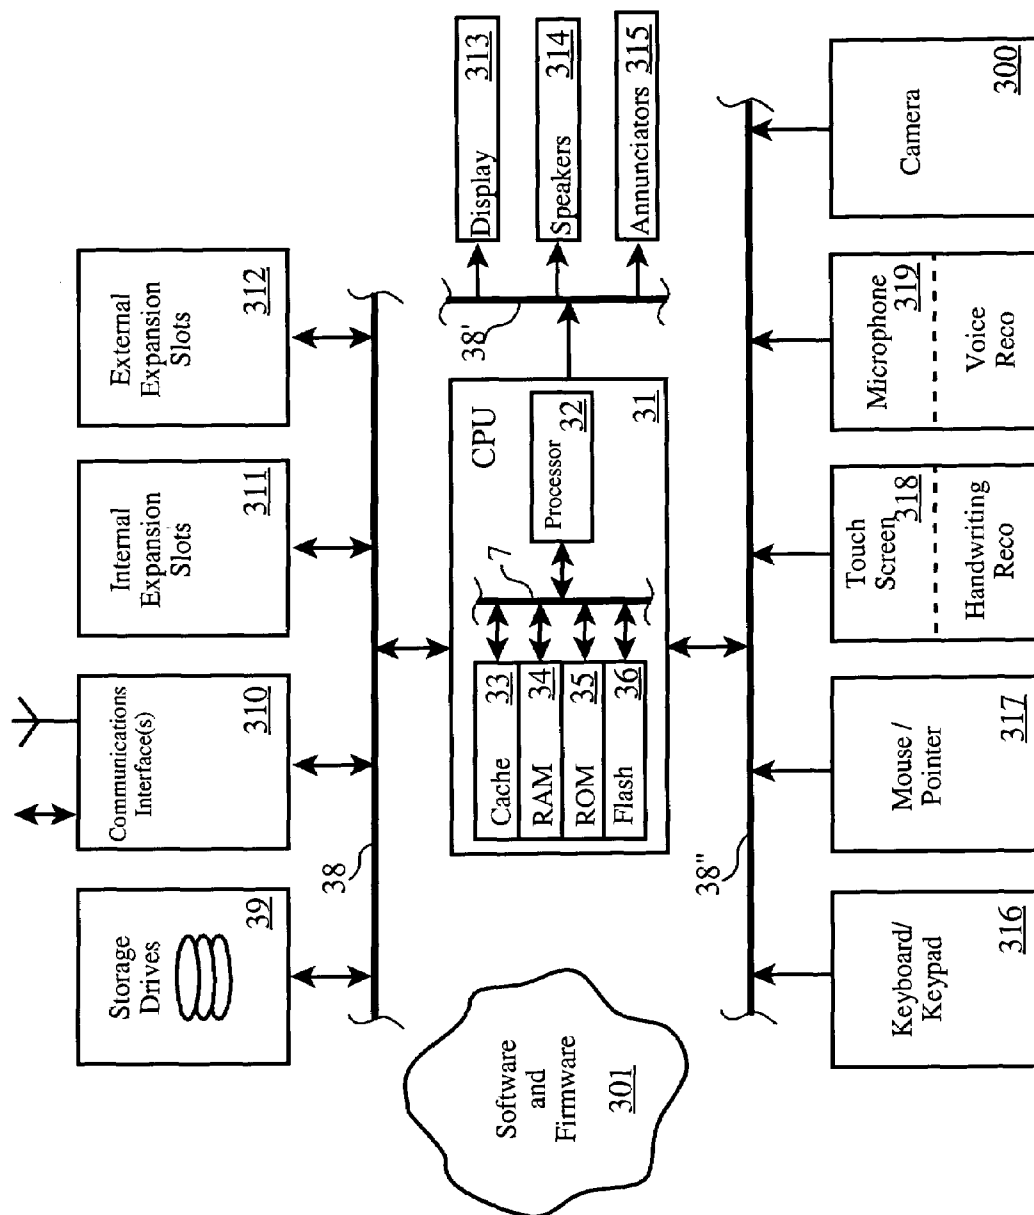 Storage
Drives
39
Communications
Interface(s)
310
Internal
Expansion
Slots
311
External
Expansion
Slots
312
38
Software
and
Firmware
301
CPU
31
Cache 33
RAM 34
ROM 35
Flash 36
7
Processor
32
38'
Display 313
Speakers 314
Annunciators 315
38"
Keyboard/
Keypad
316
Mouse /
Pointer
317
Touch
Screen
318
Handwriting
Reco
Microphone
319
Voice
Reco
Camera
300